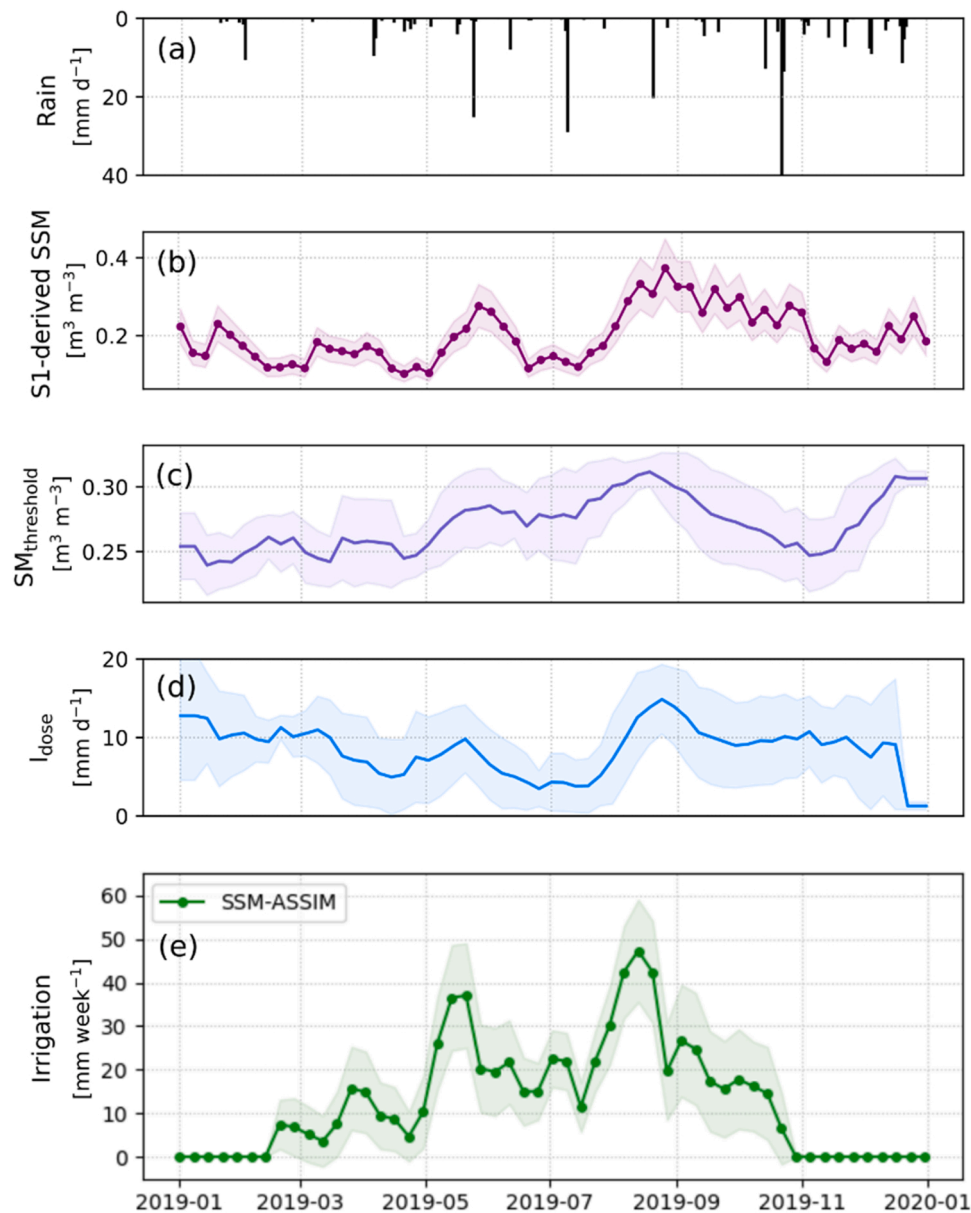 0
20
40
Rain
[mm d⁻¹]
(a)
0.4
0.2
S1-derived SSM
[m³ m⁻³]
(b)
0.30
0.25
SM_threshold
[m³ m⁻³]
(c)
20
10
0
I_dose
[mm d⁻¹]
(d)
60
50
40
30
20
10
0
Irrigation
[mm week⁻¹]
SSM-ASSIM
(e)
2019-01 2019-03 2019-05 2019-07 2019-09 2019-11 2020-01